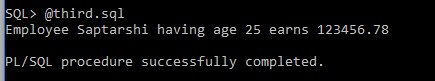 SQL> @third.sql
Employee Saptarshi having age 25 earns 123456.78
PL/SQL procedure successfully completed.